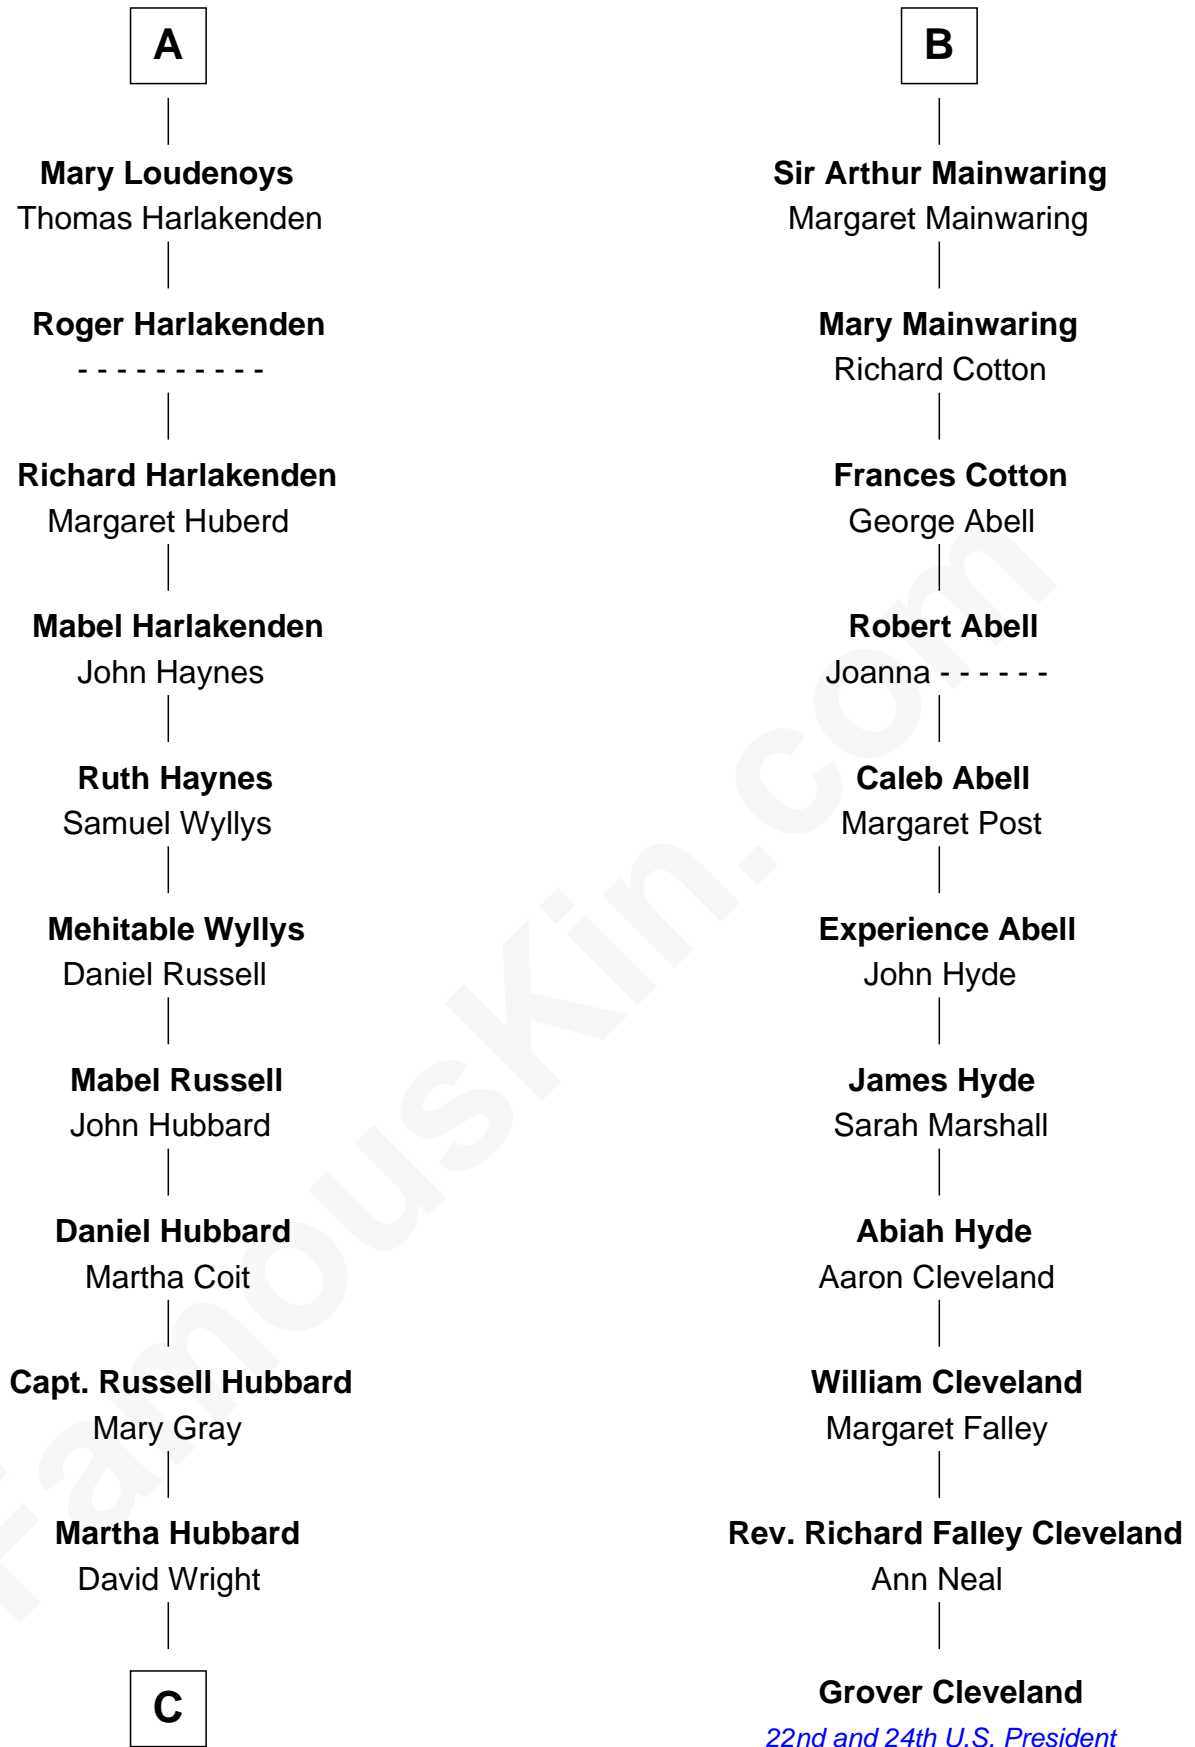 A
Mary Loudenoys
Thomas Harlakenden
Roger Harlakenden
- - - - - - - - - -
Richard Harlakenden
Margaret Huberd
Mabel Harlakenden
John Haynes
Ruth Haynes
Samuel Wyllys
Mehitable Wyllys
Daniel Russell
Mabel Russell
John Hubbard
Daniel Hubbard
Martha Coit
Capt. Russell Hubbard
Mary Gray
Martha Hubbard
David Wright
C
B
Sir Arthur Mainwaring
Margaret Mainwaring
Mary Mainwaring
Richard Cotton
Frances Cotton
George Abell
Robert Abell
Joanna - - - - - -
Caleb Abell
Margaret Post
Experience Abell
John Hyde
James Hyde
Sarah Marshall
Abiah Hyde
Aaron Cleveland
William Cleveland
Margaret Falley
Rev. Richard Falley Cleveland
Ann Neal
Grover Cleveland
22nd and 24th U.S. President
FamousKin.com